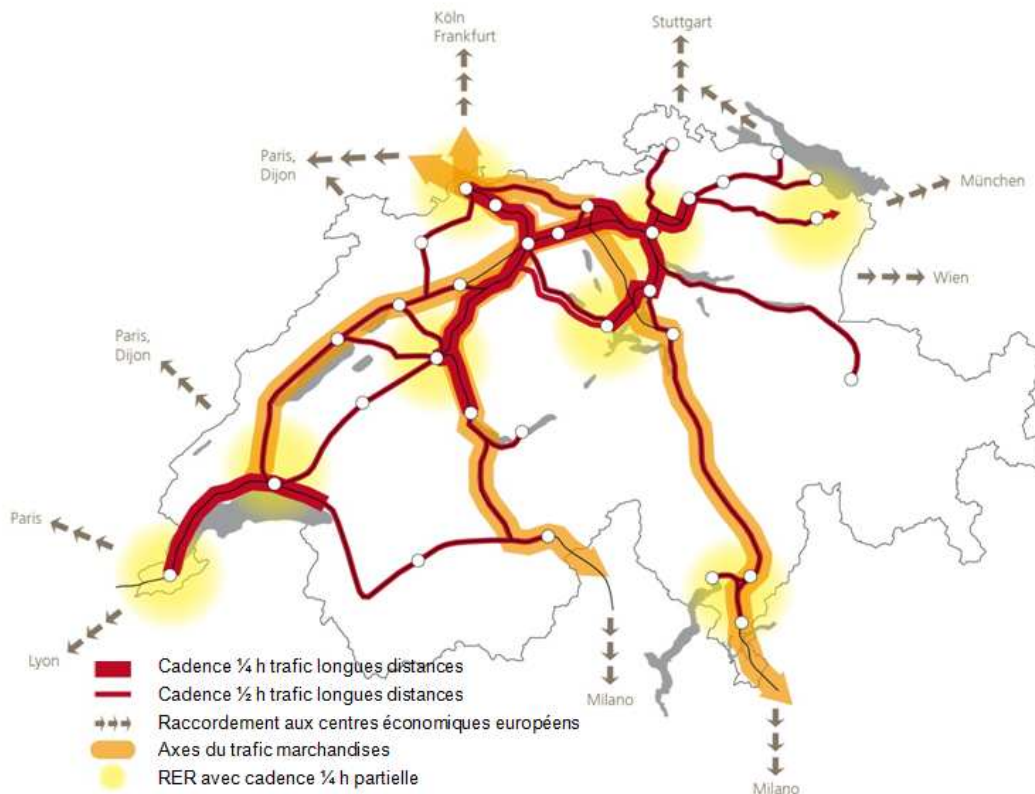 Köln
Frankfurt
Stuttgart
Paris,
Dijon
München
Wien
Paris,
Dijon
Paris
Lyon
Milano
Milano
Cadence ¼ h trafic longues distances
Cadence ½ h trafic longues distances
Raccordement aux centres économiques européens
Axes du trafic marchandises
RER avec cadence ¼ h partielle